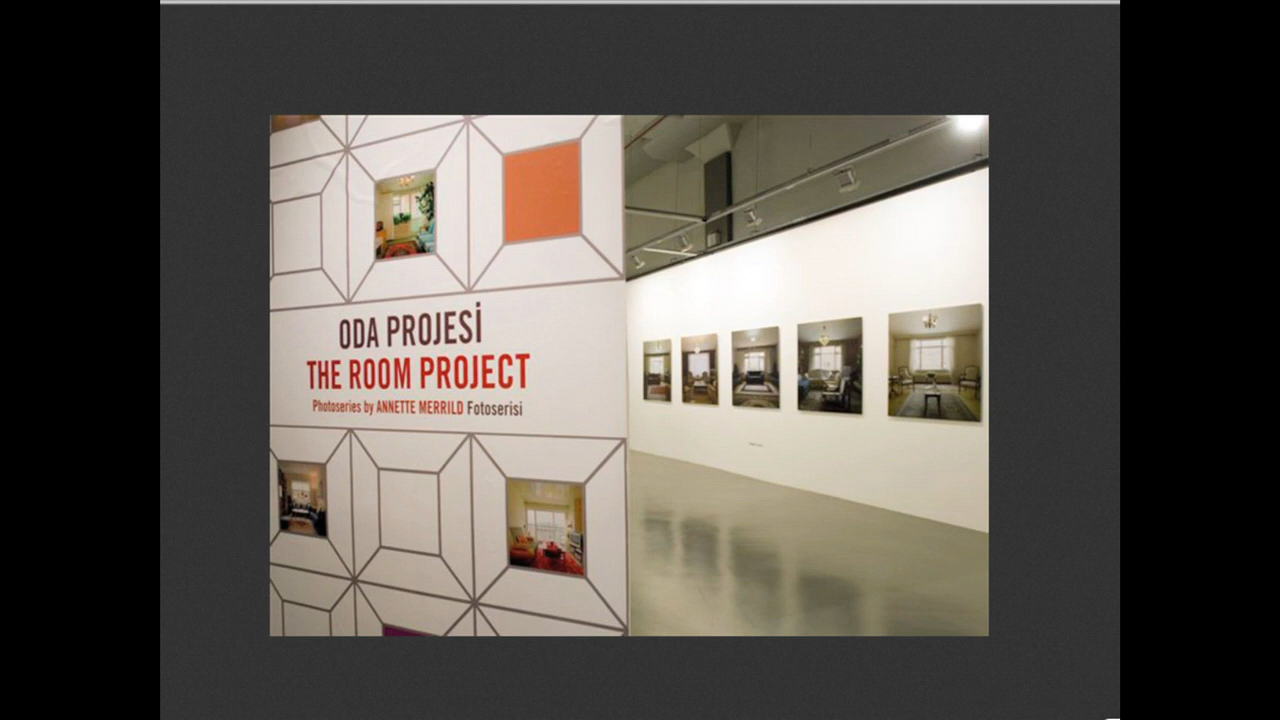 ODA PROJESİ
THE ROOM PROJECT
Photoseries by ANNETTE MERRILD Fotoserisi